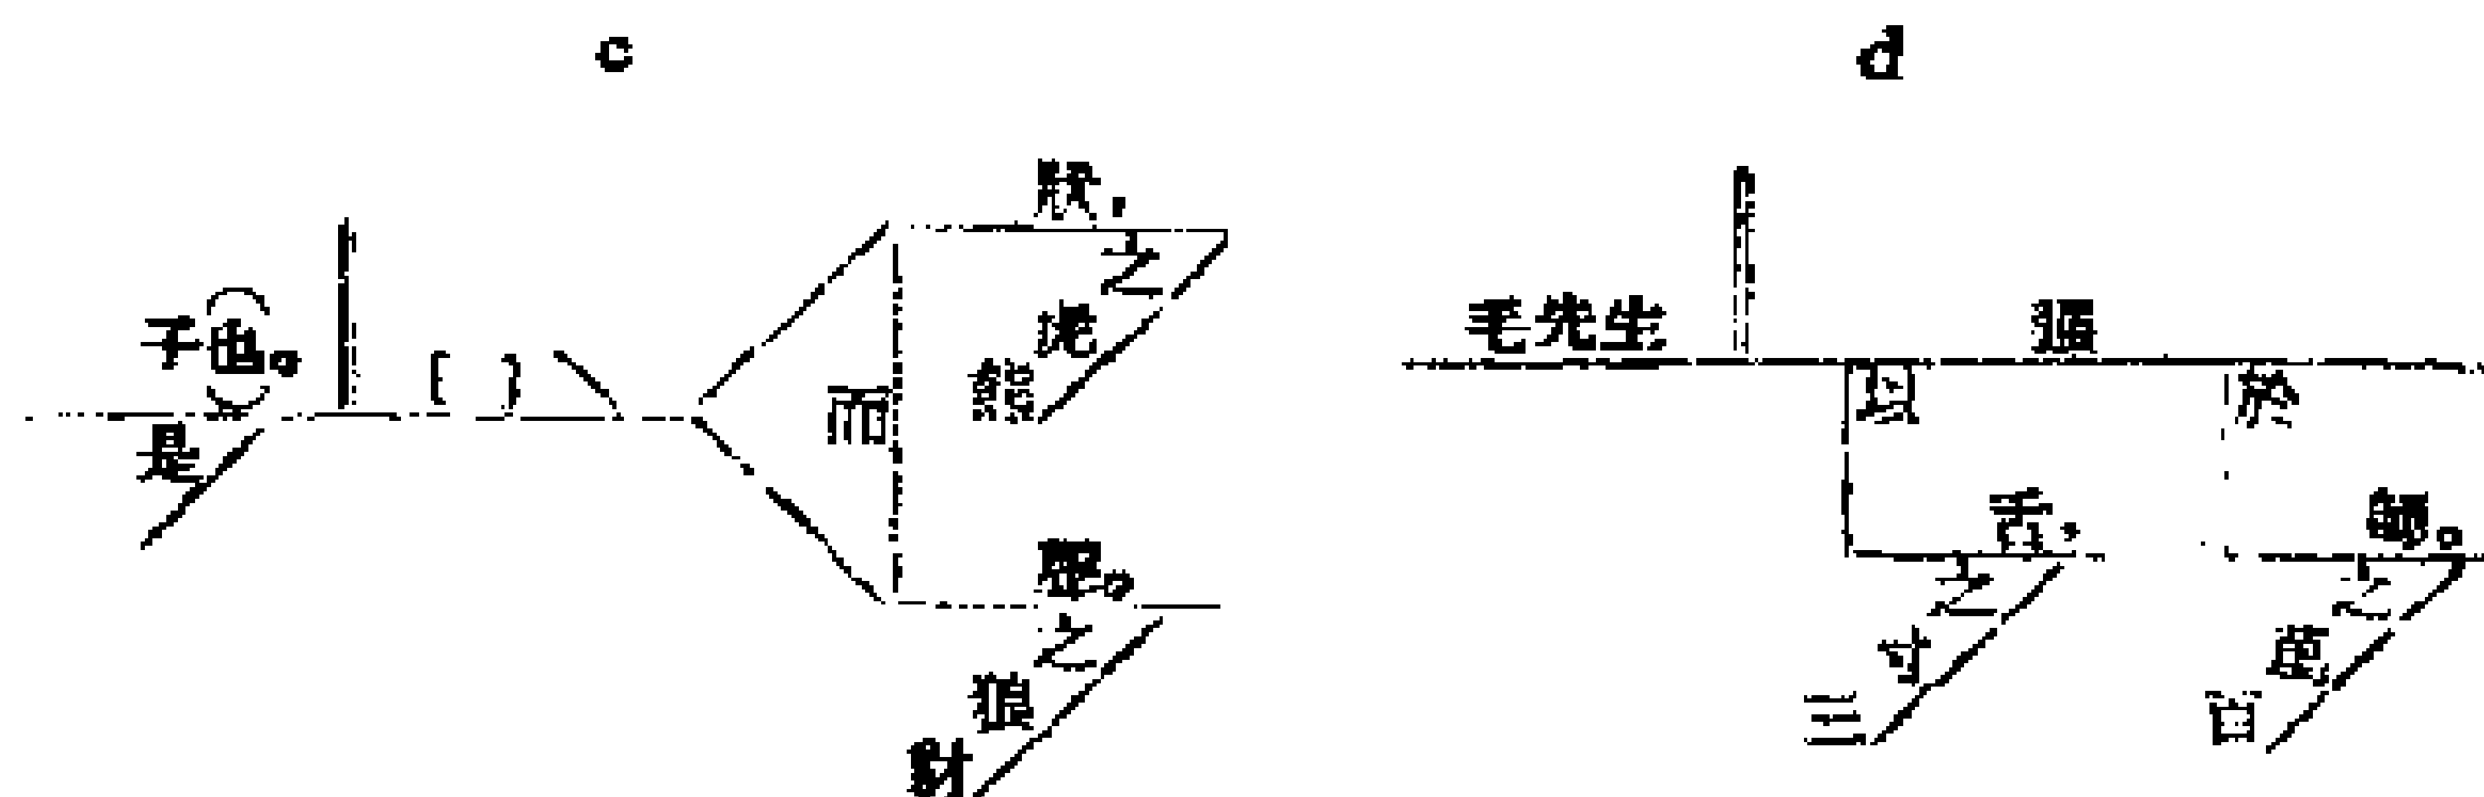 c
d
狀，
之
虎
熊
子(也)。
[ ]
毛先生
强
是
而
以
於
舌，
師。
聲。
之
之
之
寸
萬
狼
三
百
豺